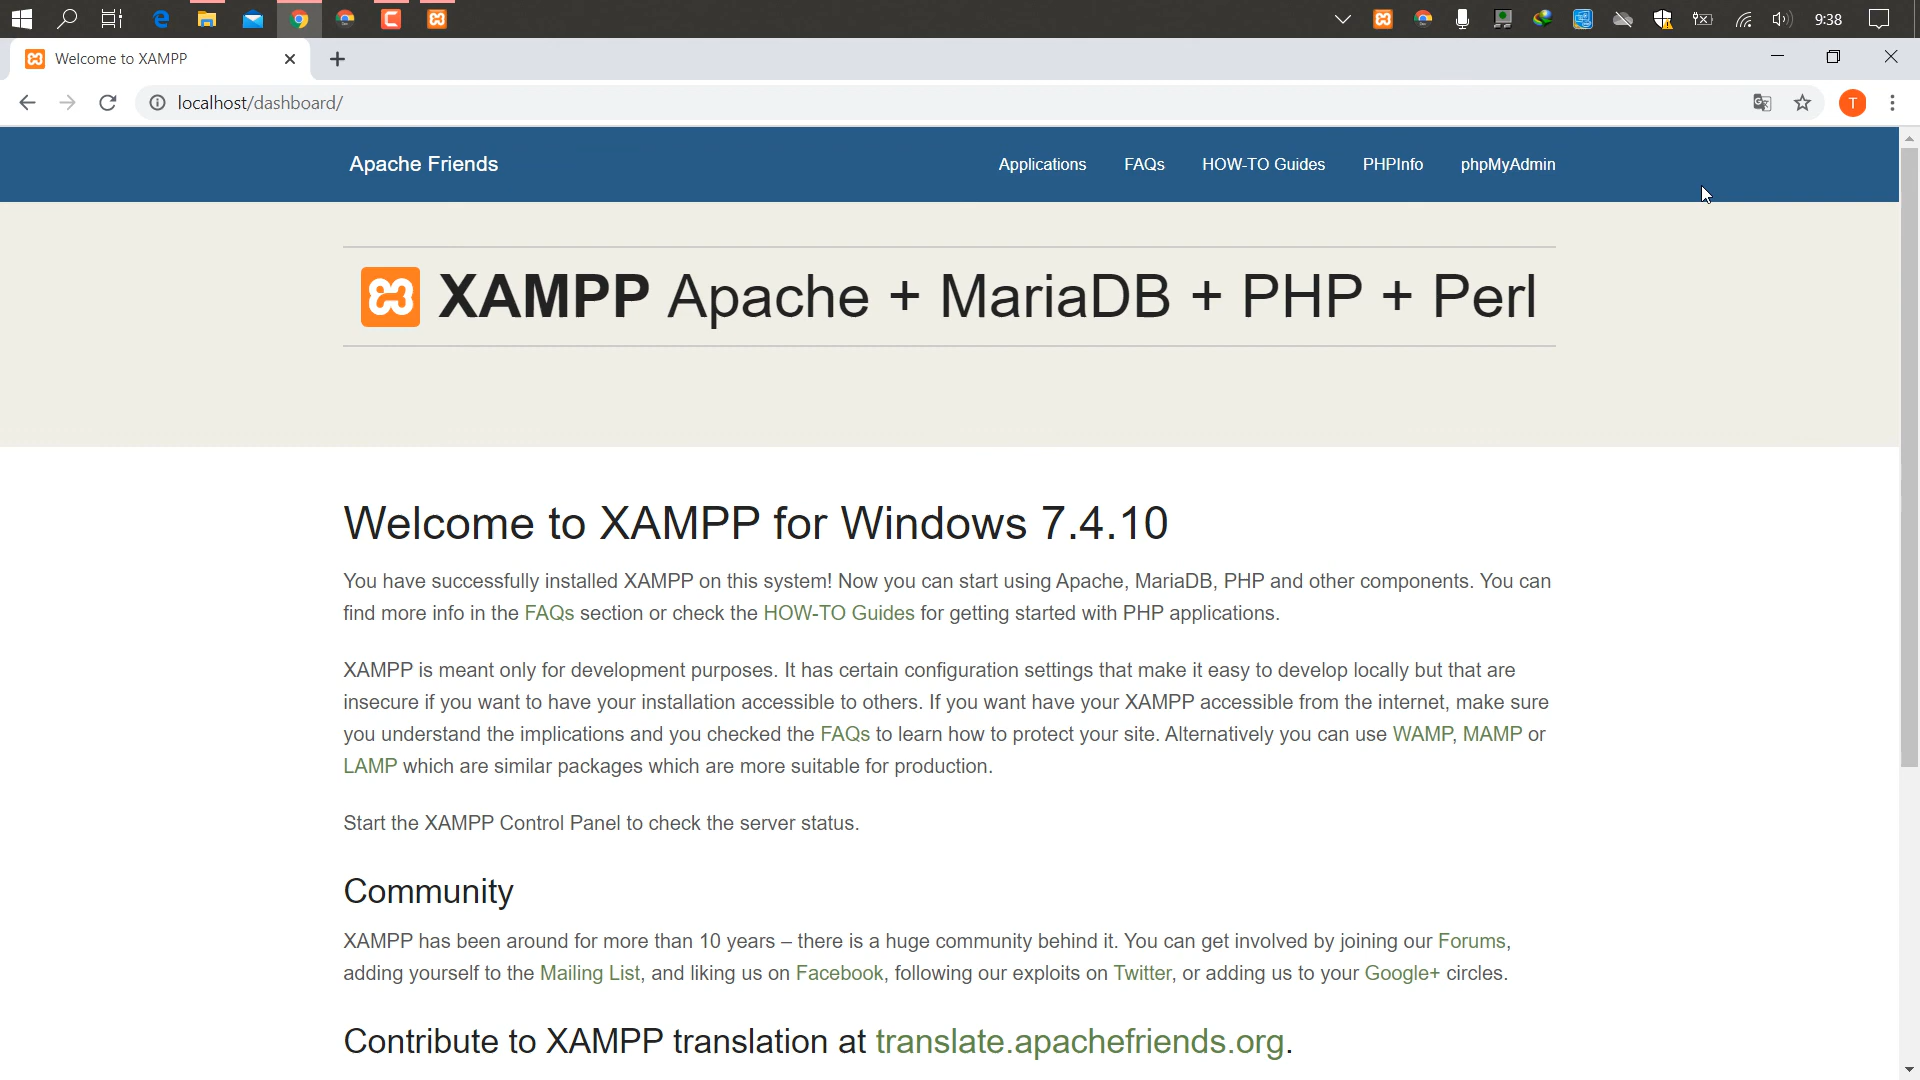 9:38
Welcome to XAMPP
localhost/dashboard/
T
Apache Friends
Applications
FAQs
HOW-TO Guides
PHPInfo
phpMyAdmin
XAMPP Apache + MariaDB + PHP + Perl
Welcome to XAMPP for Windows 7.4.10
You have successfully installed XAMPP on this system! Now you can start using Apache, MariaDB, PHP and other components. You can
find more info in the FAQs section or check the HOW-TO Guides for getting started with PHP applications.
XAMPP is meant only for development purposes. It has certain configuration settings that make it easy to develop locally but that are
insecure if you want to have your installation accessible to others. If you want have your XAMPP accessible from the internet, make sure
you understand the implications and you checked the FAQs to learn how to protect your site. Alternatively you can use WAMP, MAMP or
LAMP which are similar packages which are more suitable for production.
Start the XAMPP Control Panel to check the server status.
Community
XAMPP has been around for more than 10 years – there is a huge community behind it. You can get involved by joining our Forums,
adding yourself to the Mailing List, and liking us on Facebook, following our exploits on Twitter, or adding us to your Google+ circles.
Contribute to XAMPP translation at translate.apachefriends.org.